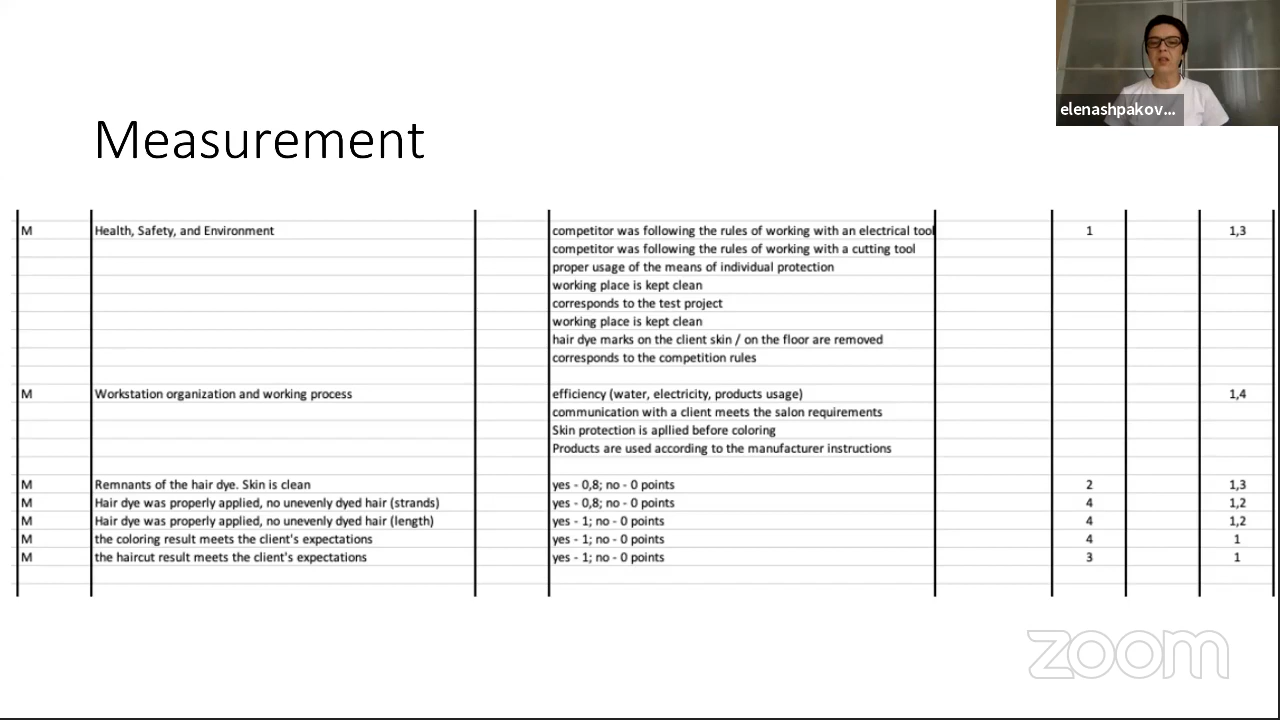 elenashpakov...
Measurement
M Health, Safety, and Environment competitor was following the rules of working with an electrical tool 1 1,3
competitor was following the rules of working with a cutting tool
proper usage of the means of individual protection
working place is kept clean
corresponds to the test project
working place is kept clean
hair dye marks on the client skin / on the floor are removed
corresponds to the competition rules
M Workstation organization and working process efficiency (water, electricity, products usage) 1,4
communication with a client meets the salon requirements
Skin protection is apllied before coloring
Products are used according to the manufacturer instructions
M Remnants of the hair dye. Skin is clean yes - 0,8; no - 0 points 2 1,3
M Hair dye was properly applied, no unevenly dyed hair (strands) yes - 0,8; no - 0 points 4 1,2
M Hair dye was properly applied, no unevenly dyed hair (length) yes - 1; no - 0 points 4 1,2
M the coloring result meets the client's expectations yes - 1; no - 0 points 4 1
M the haircut result meets the client's expectations yes - 1; no - 0 points 3 1
zoom